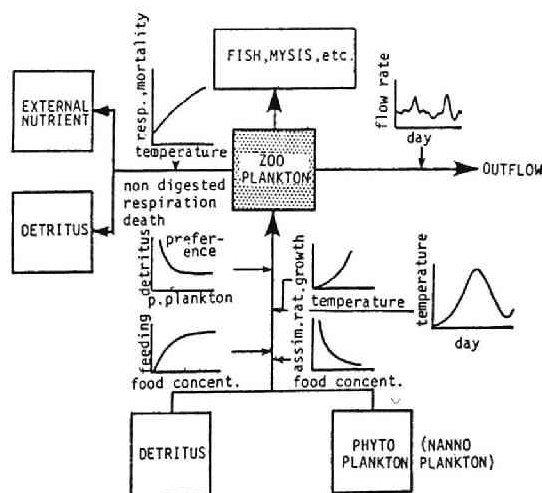 FISH,MYSIS,etc.
resp.,mortality
temperature
EXTERNAL
NUTRIENT
flow rate
day
ZOO
PLANKTON
OUTFLOW
non digested
respiration
death
DETRITUS
detritus
prefer-
ence
p.plankton
assim.rat.growth
temperature
temperature
day
feeding
food concent.
food concent.
DETRITUS
PHYTO
PLANKTON
(NANNO
PLANKTON)